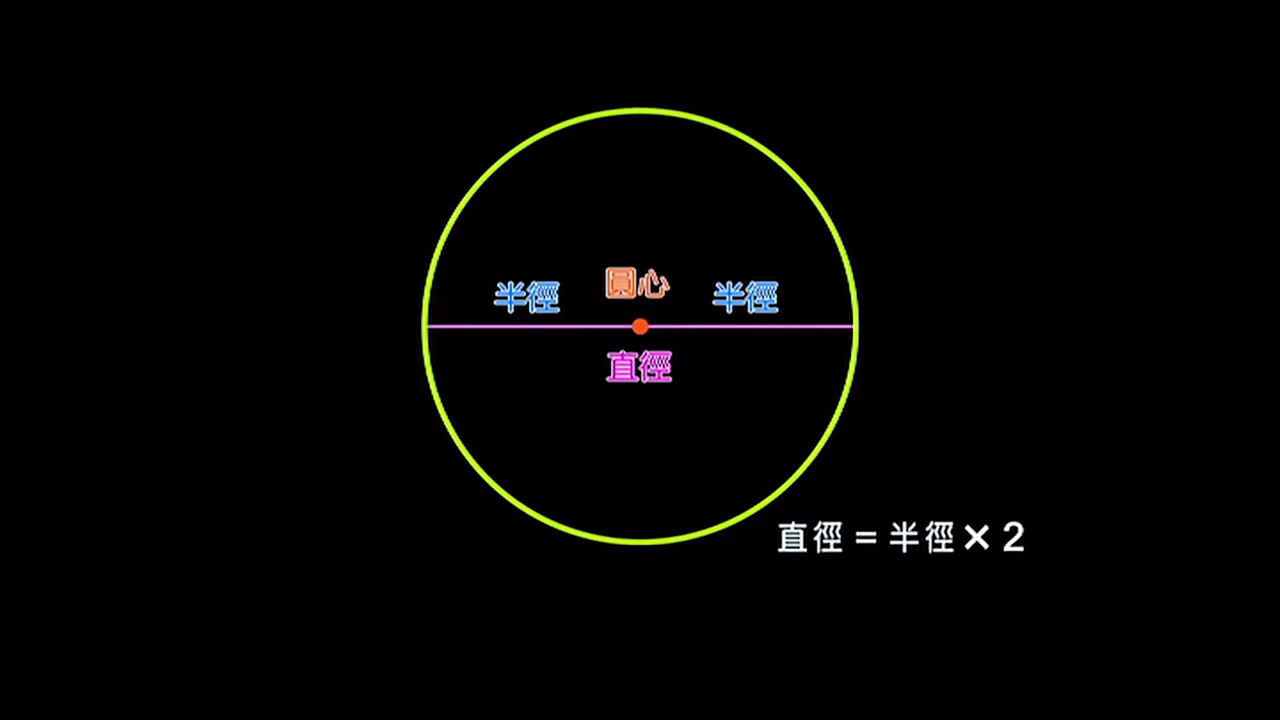 圓心
半徑
半徑
直徑
直徑 = 半徑 × 2